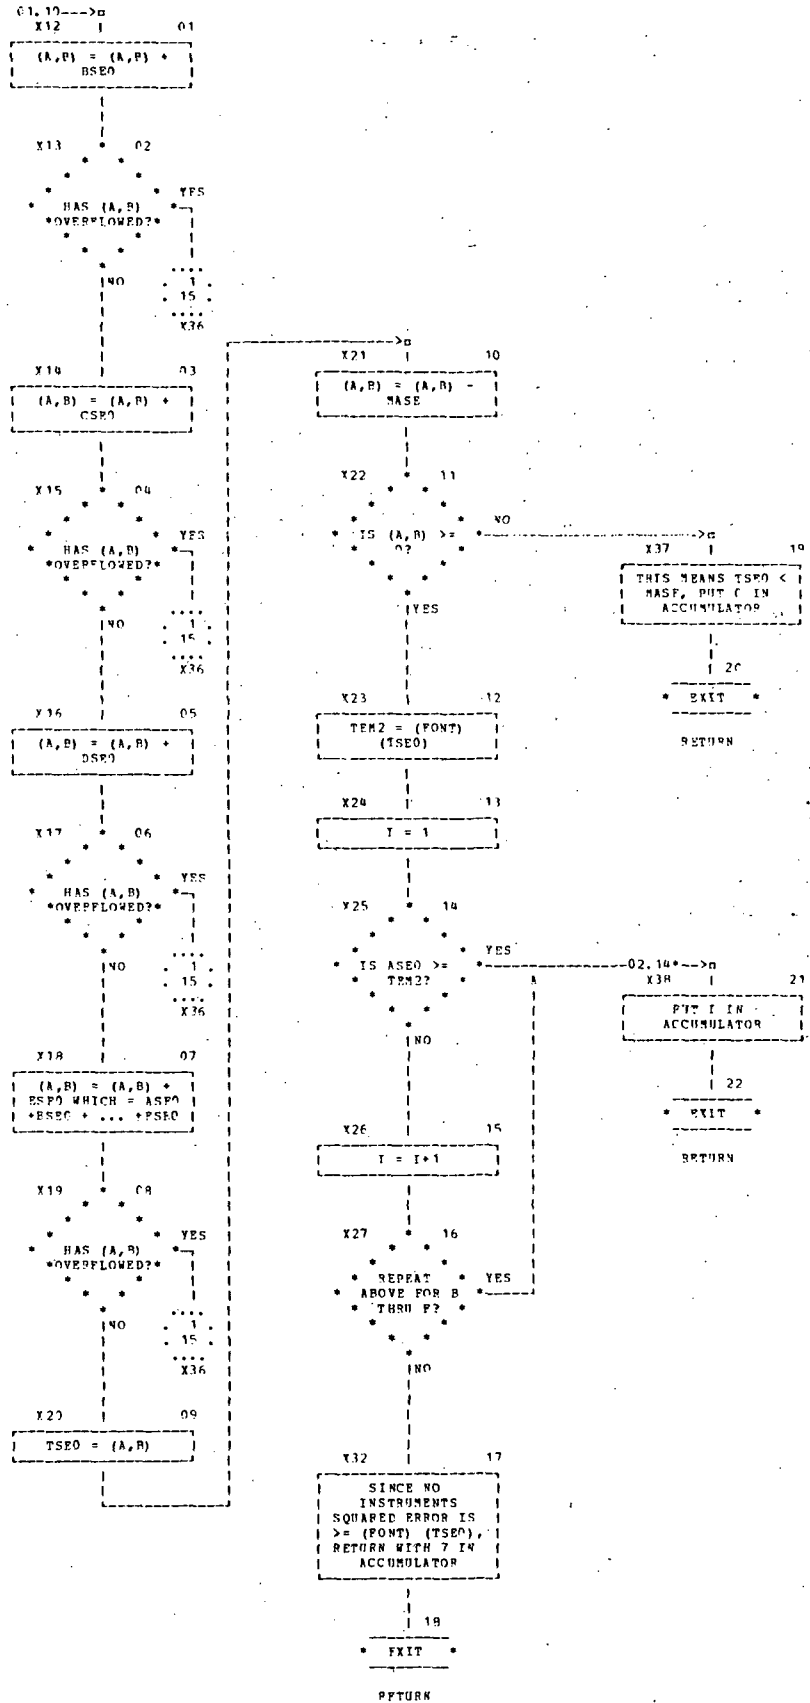 01.10--->
X12 01
(A,B) = (A,B) +
BSEQ
X13 02
HAS (A,B)
OVERFLOWED?
YES
NO
1
15
X36
X14 03
(A,B) = (A,B) +
CSEQ
X15 04
HAS (A,B)
OVERFLOWED?
YES
NO
1
15
X36
X16 05
(A,B) = (A,B) +
DSEQ
X17 06
HAS (A,B)
OVERFLOWED?
YES
NO
1
15
X36
X18 07
(A,B) = (A,B) +
ESEQ WHICH = ASEQ
+BSEQ + ... +FSEQ
X19 08
HAS (A,B)
OVERFLOWED?
YES
NO
1
15
X36
X20 09
TSEQ = (A,B)
X21 10
(A,B) = (A,B) -
MASE
X22 11
IS (A,B) >=
0?
NO
YES
X23 12
TEM2 = (FONT)
(TSEQ)
X24 13
I = 1
X25 14
IS ASEQ >=
TEM2?
YES
NO
X26 15
I = I+1
X27 16
REPEAT
ABOVE FOR B
THRU F?
YES
NO
X32 17
SINCE NO
INSTRUMENTS
SQUARED ERROR IS
>= (FONT) (TSEQ),
RETURN WITH 7 IN
ACCUMULATOR
18
* EXIT *
RETURN
X37 19
THIS MEANS TSEQ <
MASE, PUT 0 IN
ACCUMULATOR
20
* EXIT *
RETURN
02.14*-->
X38 21
PUT I IN
ACCUMULATOR
22
* EXIT *
RETURN